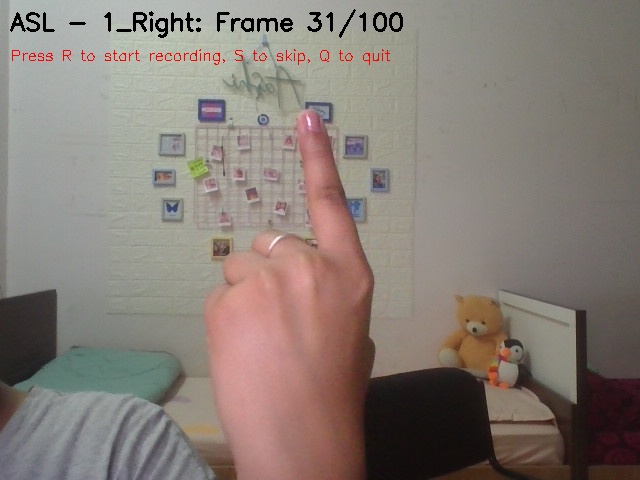 ASL - 1_Right: Frame 31/100
Press R to start recording, S to skip, Q to quit